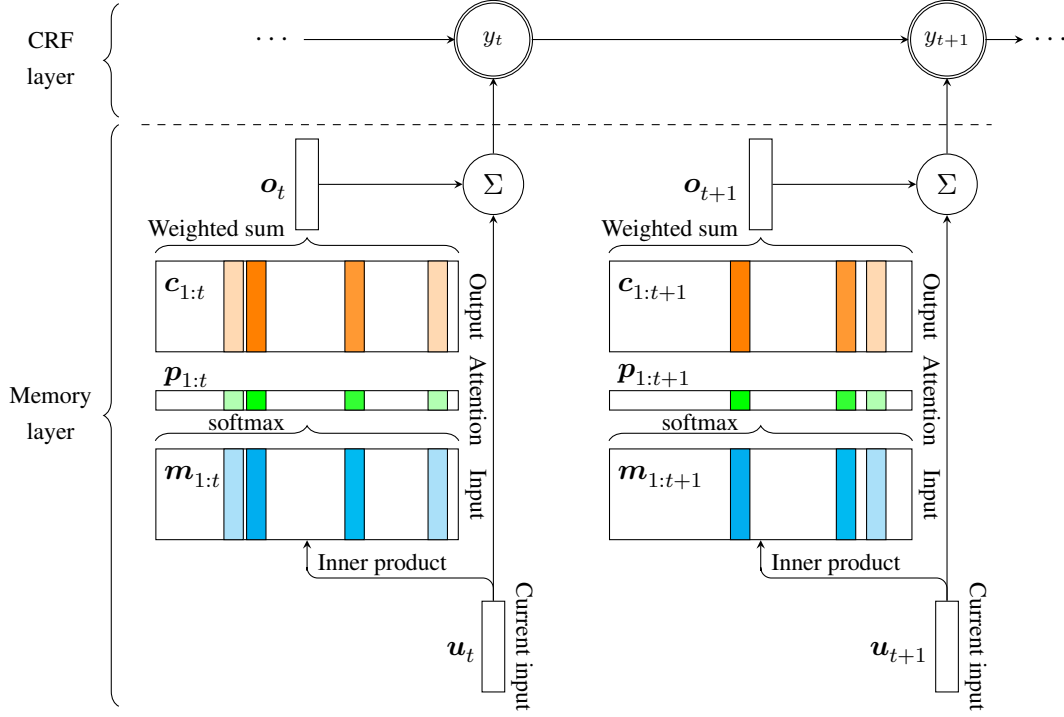 CRF
layer
· · ·
y_t
y_{t+1}
· · ·
Memory
layer
o_t
Σ
Weighted sum
c_{1:t}
Output
p_{1:t}
Attention
softmax
m_{1:t}
Input
Inner product
u_t
Current input
o_{t+1}
Σ
Weighted sum
c_{1:t+1}
Output
p_{1:t+1}
Attention
softmax
m_{1:t+1}
Input
Inner product
u_{t+1}
Current input